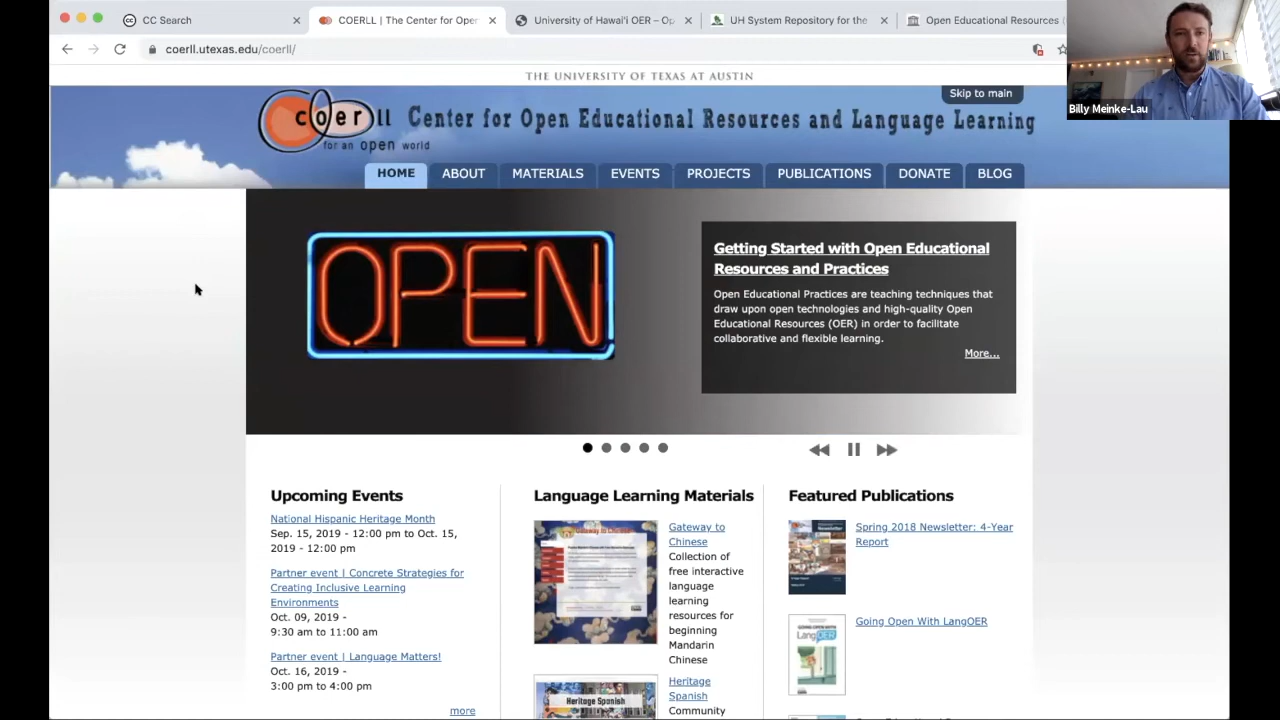 CC Search
COERLL | The Center for Oper
University of Hawai'i OER – Op
UH System Repository for the
Open Educational Resources (
coerll.utexas.edu/coerll/
Billy Meinke-Lau
THE UNIVERSITY OF TEXAS AT AUSTIN
Skip to main
coerll Center for Open Educational Resources and Language Learning
for an open world
HOME
ABOUT
MATERIALS
EVENTS
PROJECTS
PUBLICATIONS
DONATE
BLOG
OPEN
Getting Started with Open Educational
Resources and Practices
Open Educational Practices are teaching techniques that
draw upon open technologies and high-quality Open
Educational Resources (OER) in order to facilitate
collaborative and flexible learning.
More...
Upcoming Events
National Hispanic Heritage Month
Sep. 15, 2019 - 12:00 pm to Oct. 15,
2019 - 12:00 pm
Partner event | Concrete Strategies for
Creating Inclusive Learning
Environments
Oct. 09, 2019 -
9:30 am to 11:00 am
Partner event | Language Matters!
Oct. 16, 2019 -
3:00 pm to 4:00 pm
more
Language Learning Materials
Gateway to
Chinese
Collection of
free interactive
language
learning
resources for
beginning
Mandarin
Chinese
Heritage Spanish
Heritage
Spanish
Community
Featured Publications
Spring 2018 Newsletter: 4-Year
Report
LangOER
Going Open With LangOER